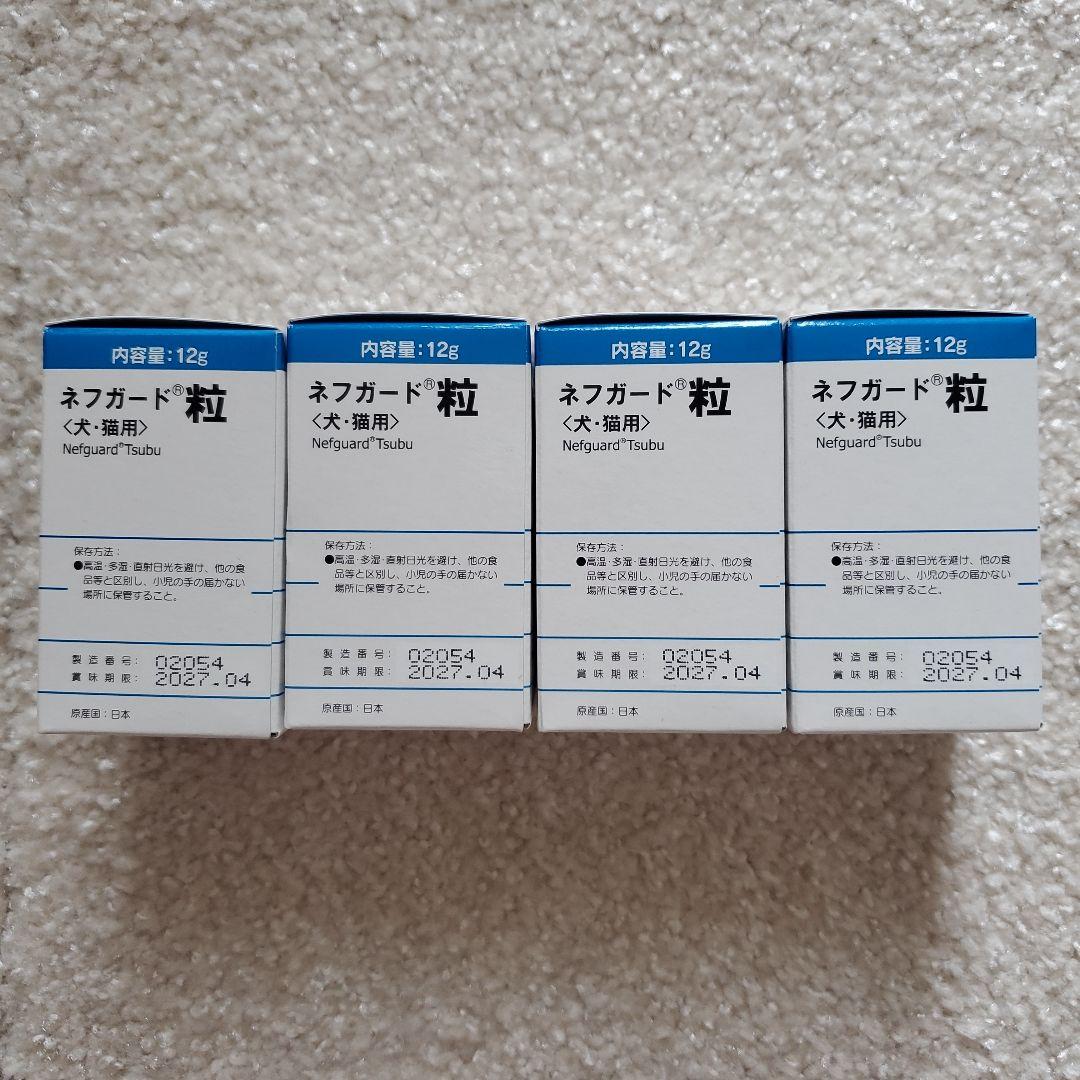 内容量:12g
ネフガード®粒
〈犬・猫用〉
Nefguard®Tsubu
保存方法:
●高温・多湿・直射日光を避け、他の食
品等と区別し、小児の手の届かない
場所に保管すること。
製造番号: 02054
賞味期限: 2027.04
原産国:日本
内容量:12g
ネフガード®粒
〈犬・猫用〉
Nefguard®Tsubu
保存方法:
●高温・多湿・直射日光を避け、他の食
品等と区別し、小児の手の届かない
場所に保管すること。
製造番号: 02054
賞味期限: 2027.04
原産国:日本
内容量:12g
ネフガード®粒
〈犬・猫用〉
Nefguard®Tsubu
保存方法:
●高温・多湿・直射日光を避け、他の食
品等と区別し、小児の手の届かない
場所に保管すること。
製造番号: 02054
賞味期限: 2027.04
原産国:日本
内容量:12g
ネフガード®粒
〈犬・猫用〉
Nefguard®Tsubu
保存方法:
●高温・多湿・直射日光を避け、他の食
品等と区別し、小児の手の届かない
場所に保管すること。
製造番号: 02054
賞味期限: 2027.04
原産国:日本